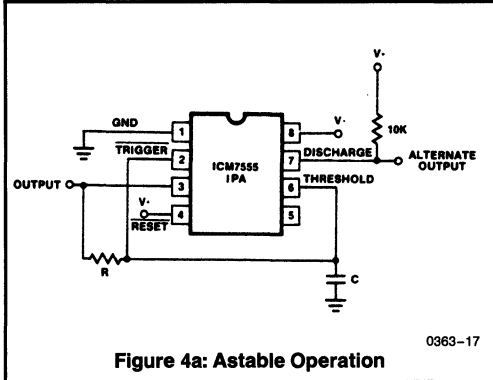 V·
GND
1
8
V·
10K
TRIGGER
2
ICM7555
IPA
7
DISCHARGE
ALTERNATE
OUTPUT
OUTPUT
3
6
THRESHOLD
V·
4
RESET
5
R
C
0363–17
Figure 4a: Astable Operation